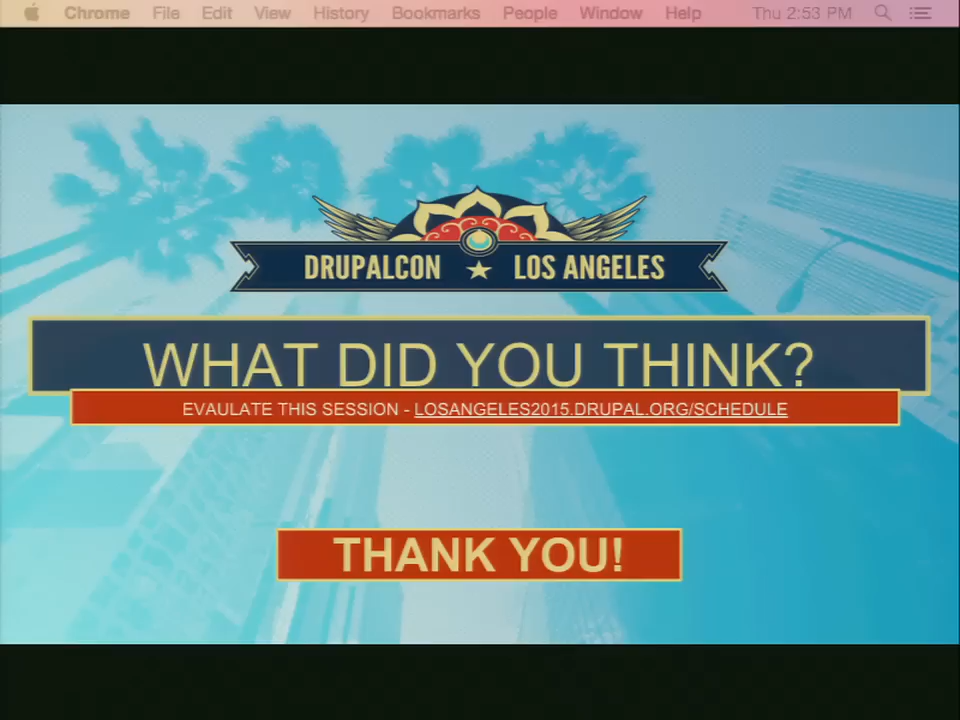 Chrome File Edit View History Bookmarks People Window Help Thu 2:53 PM
DRUPALCON ★ LOS ANGELES
WHAT DID YOU THINK?
EVAULATE THIS SESSION - LOSANGELES2015.DRUPAL.ORG/SCHEDULE
THANK YOU!